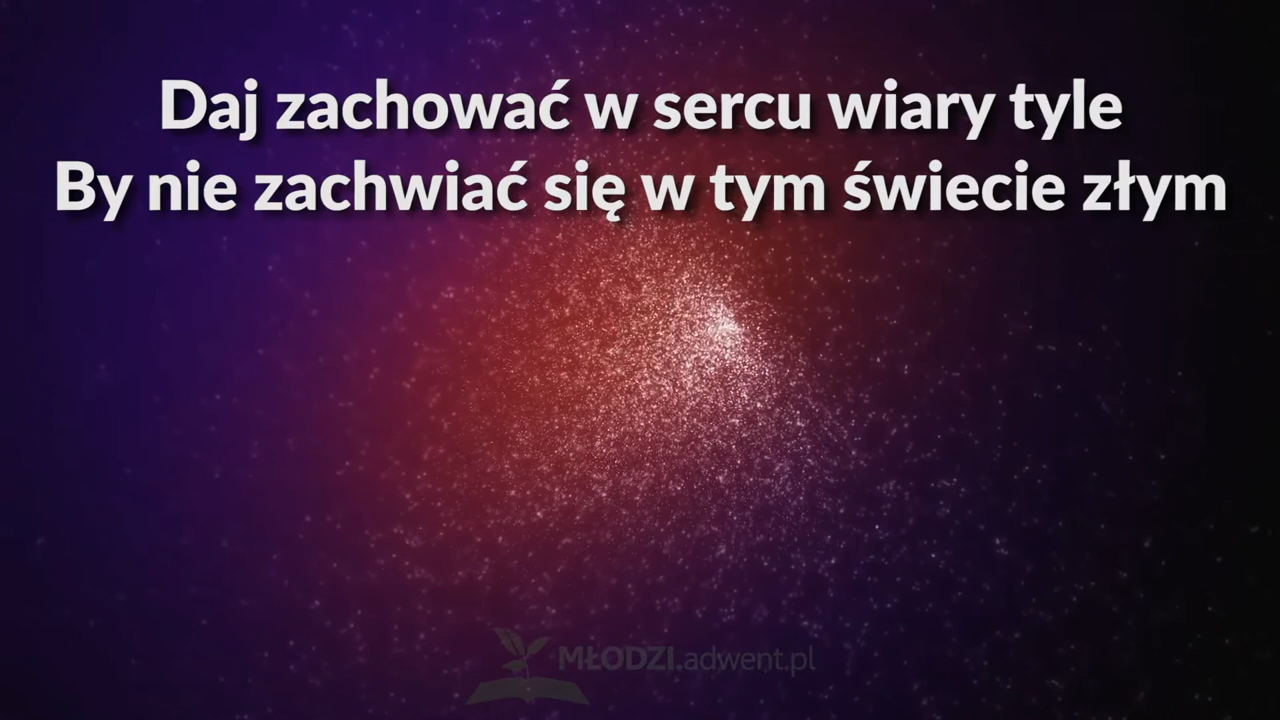 Daj zachować w sercu wiary tyle
By nie zachwiać się w tym świecie złym
MŁODZI.adwent.pl